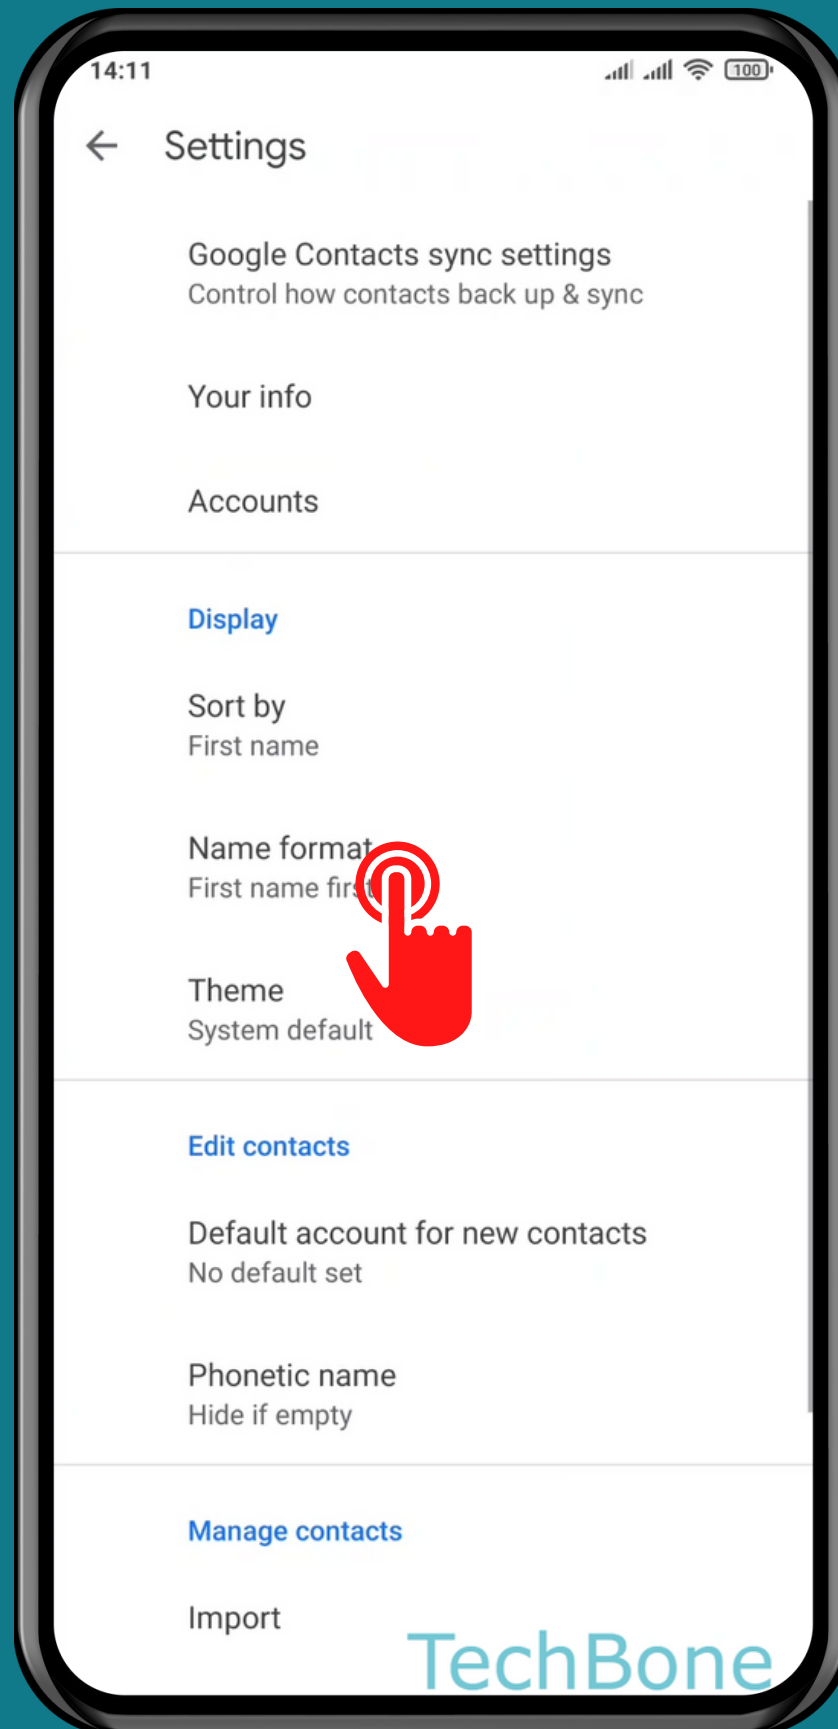 14:11
100
Settings
Google Contacts sync settings
Control how contacts back up & sync
Your info
Accounts
Display
Sort by
First name
Name format
First name first
Theme
System default
Edit contacts
Default account for new contacts
No default set
Phonetic name
Hide if empty
Manage contacts
Import
TechBone